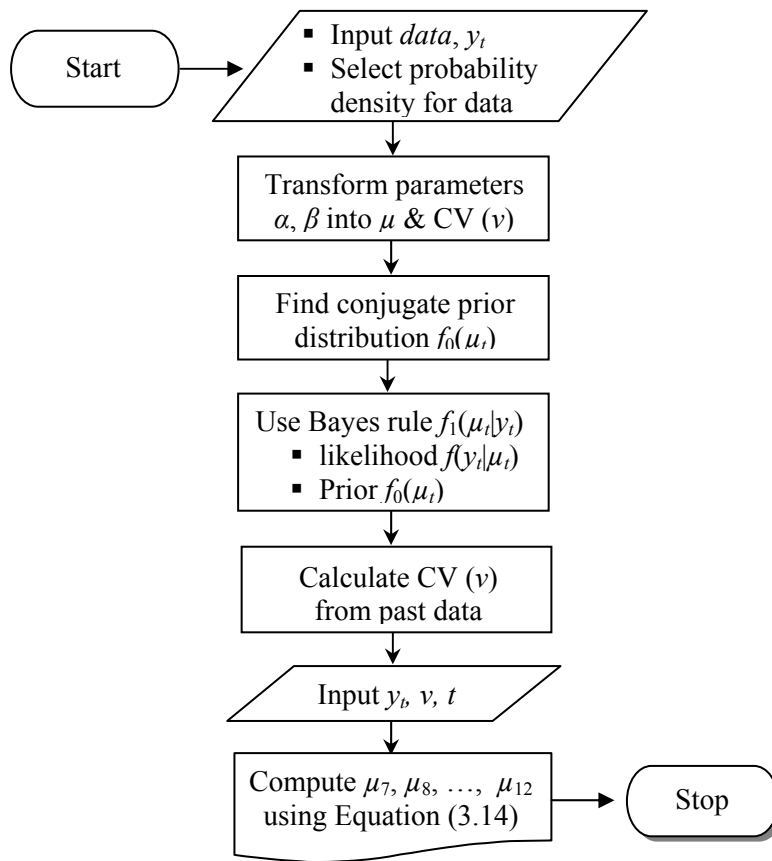 Start
▪ Input data, yₜ
▪ Select probability
density for data
Transform parameters
α, β into μ & CV (v)
Find conjugate prior
distribution f₀(μₜ)
Use Bayes rule f₁(μₜ|yₜ)
▪ likelihood f(yₜ|μₜ)
▪ Prior f₀(μₜ)
Calculate CV (v)
from past data
Input yₜ, v, t
Compute μ₇, μ₈, …, μ₁₂
using Equation (3.14)
Stop